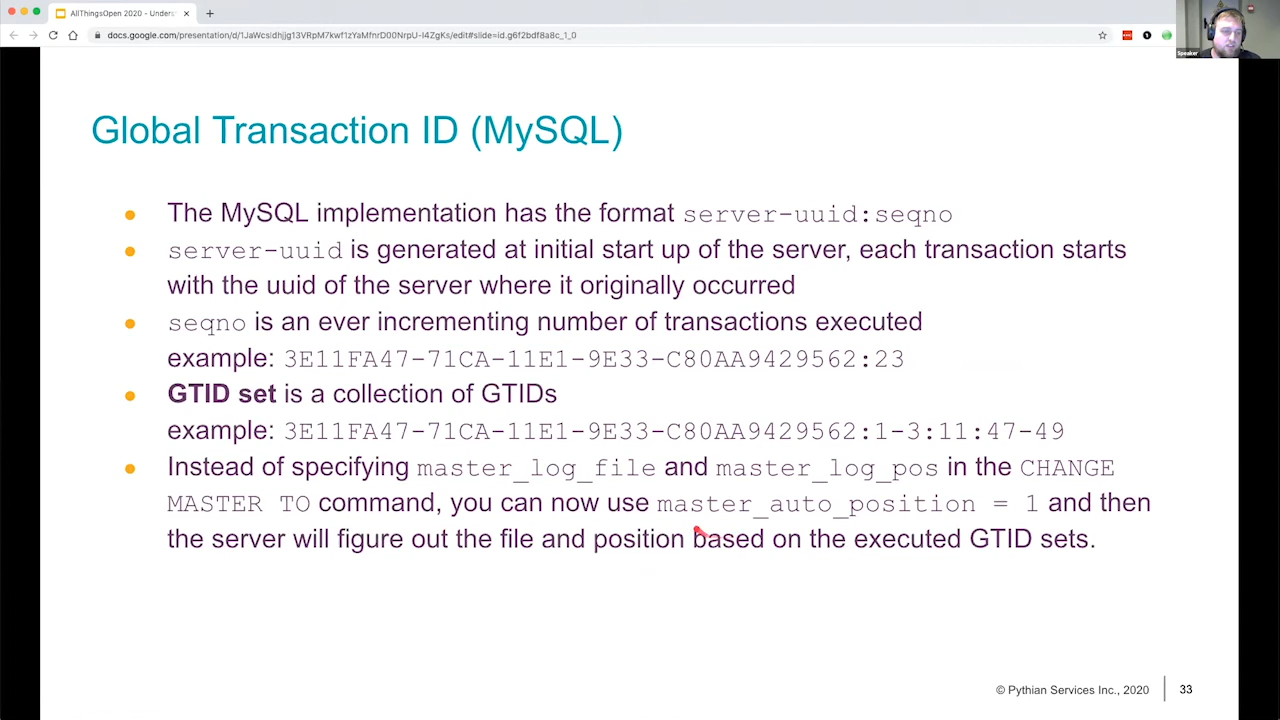 AllThingsOpen 2020 - Unders
docs.google.com/presentation/d/1JaWcsidhjjg13VRpM7kwf1zYaMfnrD00NrpU-I4ZgKs/edit#slide=id.g6f2bdf8a8c_1_0
Speaker
Global Transaction ID (MySQL)
● The MySQL implementation has the format server-uuid:seqno
● server-uuid is generated at initial start up of the server, each transaction starts
with the uuid of the server where it originally occurred
● seqno is an ever incrementing number of transactions executed
example: 3E11FA47-71CA-11E1-9E33-C80AA9429562:23
● GTID set is a collection of GTIDs
example: 3E11FA47-71CA-11E1-9E33-C80AA9429562:1-3:11:47-49
● Instead of specifying master_log_file and master_log_pos in the CHANGE
MASTER TO command, you can now use master_auto_position = 1 and then
the server will figure out the file and position based on the executed GTID sets.
© Pythian Services Inc., 2020 33